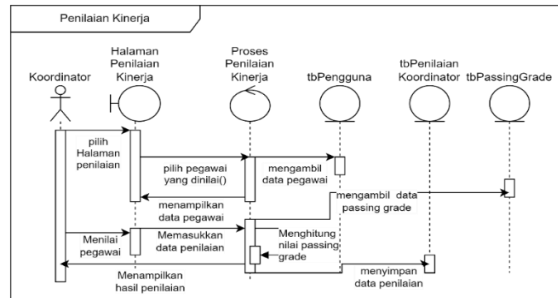 Penilaian Kinerja
Koordinator
Halaman
Penilaian
Kinerja
Proses
Penilaian
Kinerja
tbPengguna
tbPenilaian
Koordinator
tbPassingGrade
pilih
Halaman
penilaian
pilih pegawai
yang dinilai()
mengambil
data pegawai
menampilkan
data pegawai
mengambil data
passing grade
Menilai
pegawai
Memasukkan
data penilaian
Menghitung
nilai passing
grade
Menampilkan
hasil penilaian
menyimpan
data penilaian